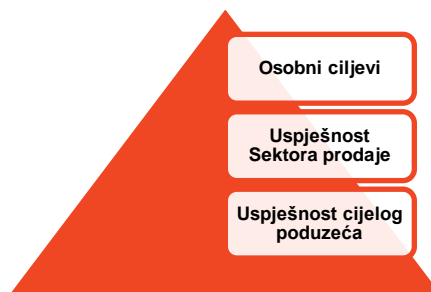 Osobni ciljevi
Uspješnost
Sektora prodaje
Uspješnost cijelog
poduzeća